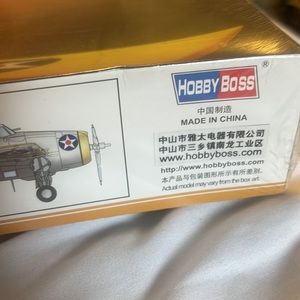 HOBBY BOSS®
中国制造
MADE IN CHINA
中山市雅太电器有限公司
中山市三乡镇南龙工业区
www.hobbyboss.com
http://www.hobbyboss.com
本产品与包装图形所示有所差别。
Actual model may vary from the box art.